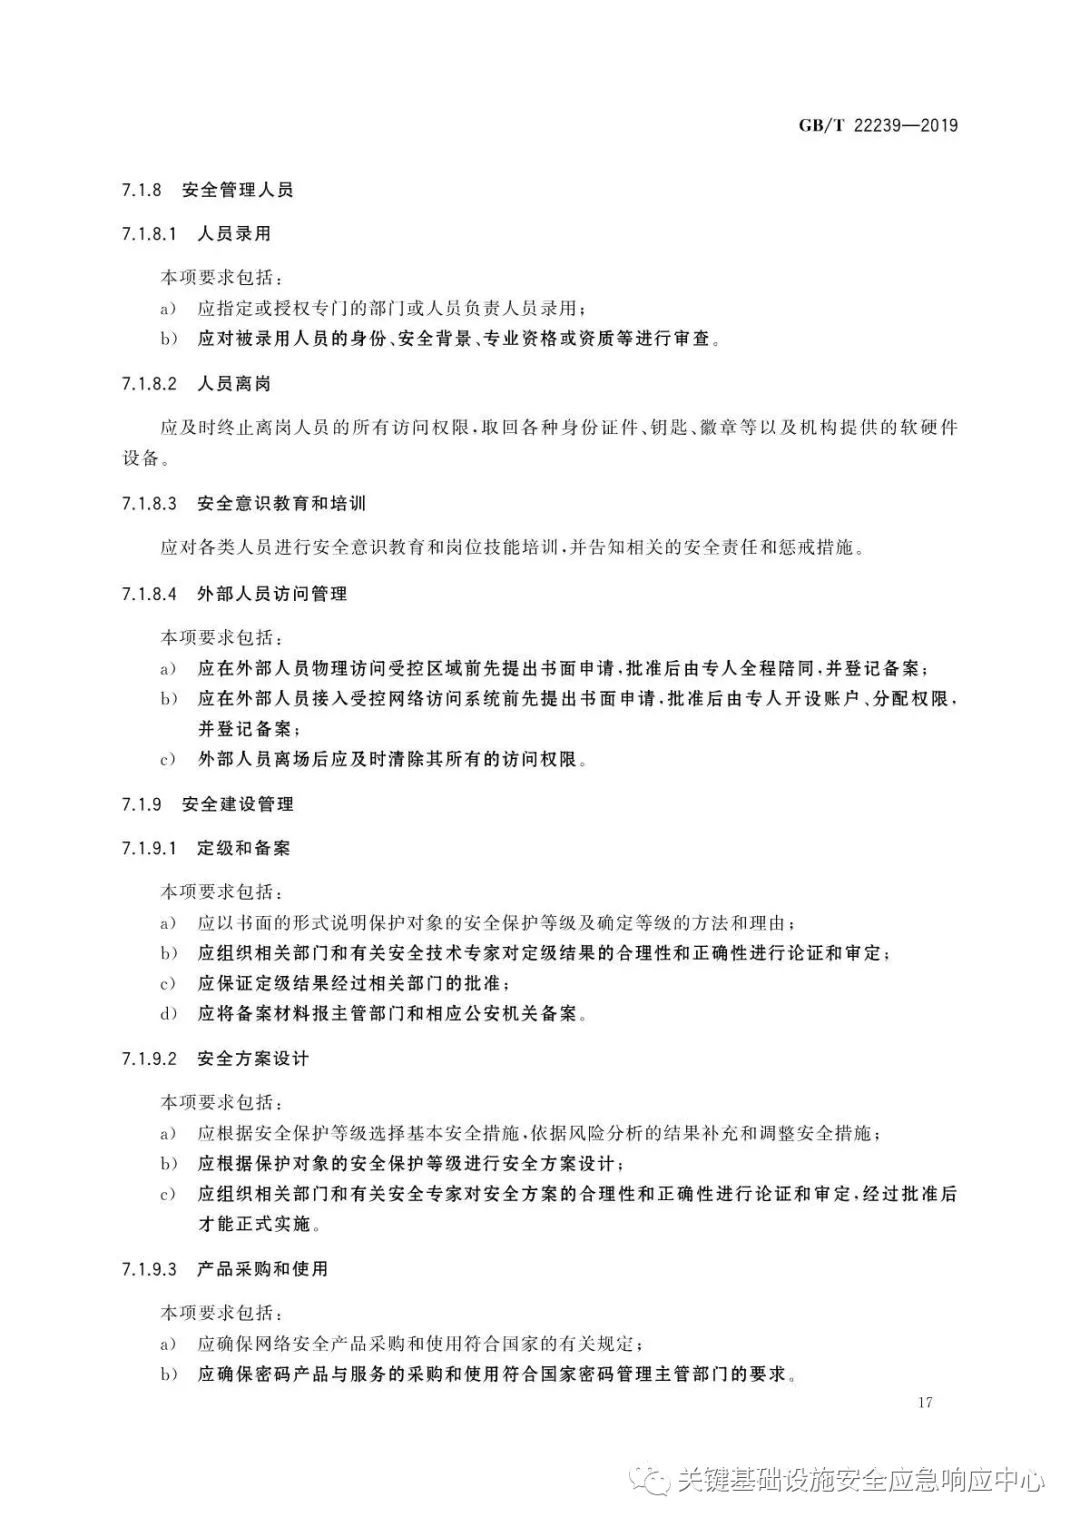 GB/T 22239—2019
7.1.8 安全管理人员
7.1.8.1 人员录用
本项要求包括:
a) 应指定或授权专门的部门或人员负责人员录用;
b) 应对被录用人员的身份、安全背景、专业资格或资质等进行审查。
7.1.8.2 人员离岗
应及时终止离岗人员的所有访问权限,取回各种身份证件、钥匙、徽章等以及机构提供的软硬件
设备。
7.1.8.3 安全意识教育和培训
应对各类人员进行安全意识教育和岗位技能培训,并告知相关的安全责任和惩戒措施。
7.1.8.4 外部人员访问管理
本项要求包括:
a) 应在外部人员物理访问受控区域前先提出书面申请,批准后由专人全程陪同,并登记备案;
b) 应在外部人员接入受控网络访问系统前先提出书面申请,批准后由专人开设账户、分配权限,
并登记备案;
c) 外部人员离场后应及时清除其所有的访问权限。
7.1.9 安全建设管理
7.1.9.1 定级和备案
本项要求包括:
a) 应以书面的形式说明保护对象的安全保护等级及确定等级的方法和理由;
b) 应组织相关部门和有关安全技术专家对定级结果的合理性和正确性进行论证和审定;
c) 应保证定级结果经过相关部门的批准;
d) 应将备案材料报主管部门和相应公安机关备案。
7.1.9.2 安全方案设计
本项要求包括:
a) 应根据安全保护等级选择基本安全措施,依据风险分析的结果补充和调整安全措施;
b) 应根据保护对象的安全保护等级进行安全方案设计;
c) 应组织相关部门和有关安全专家对安全方案的合理性和正确性进行论证和审定,经过批准后
才能正式实施。
7.1.9.3 产品采购和使用
本项要求包括:
a) 应确保网络安全产品采购和使用符合国家的有关规定;
b) 应确保密码产品与服务的采购和使用符合国家密码管理主管部门的要求。
17
关键基础设施安全应急响应中心